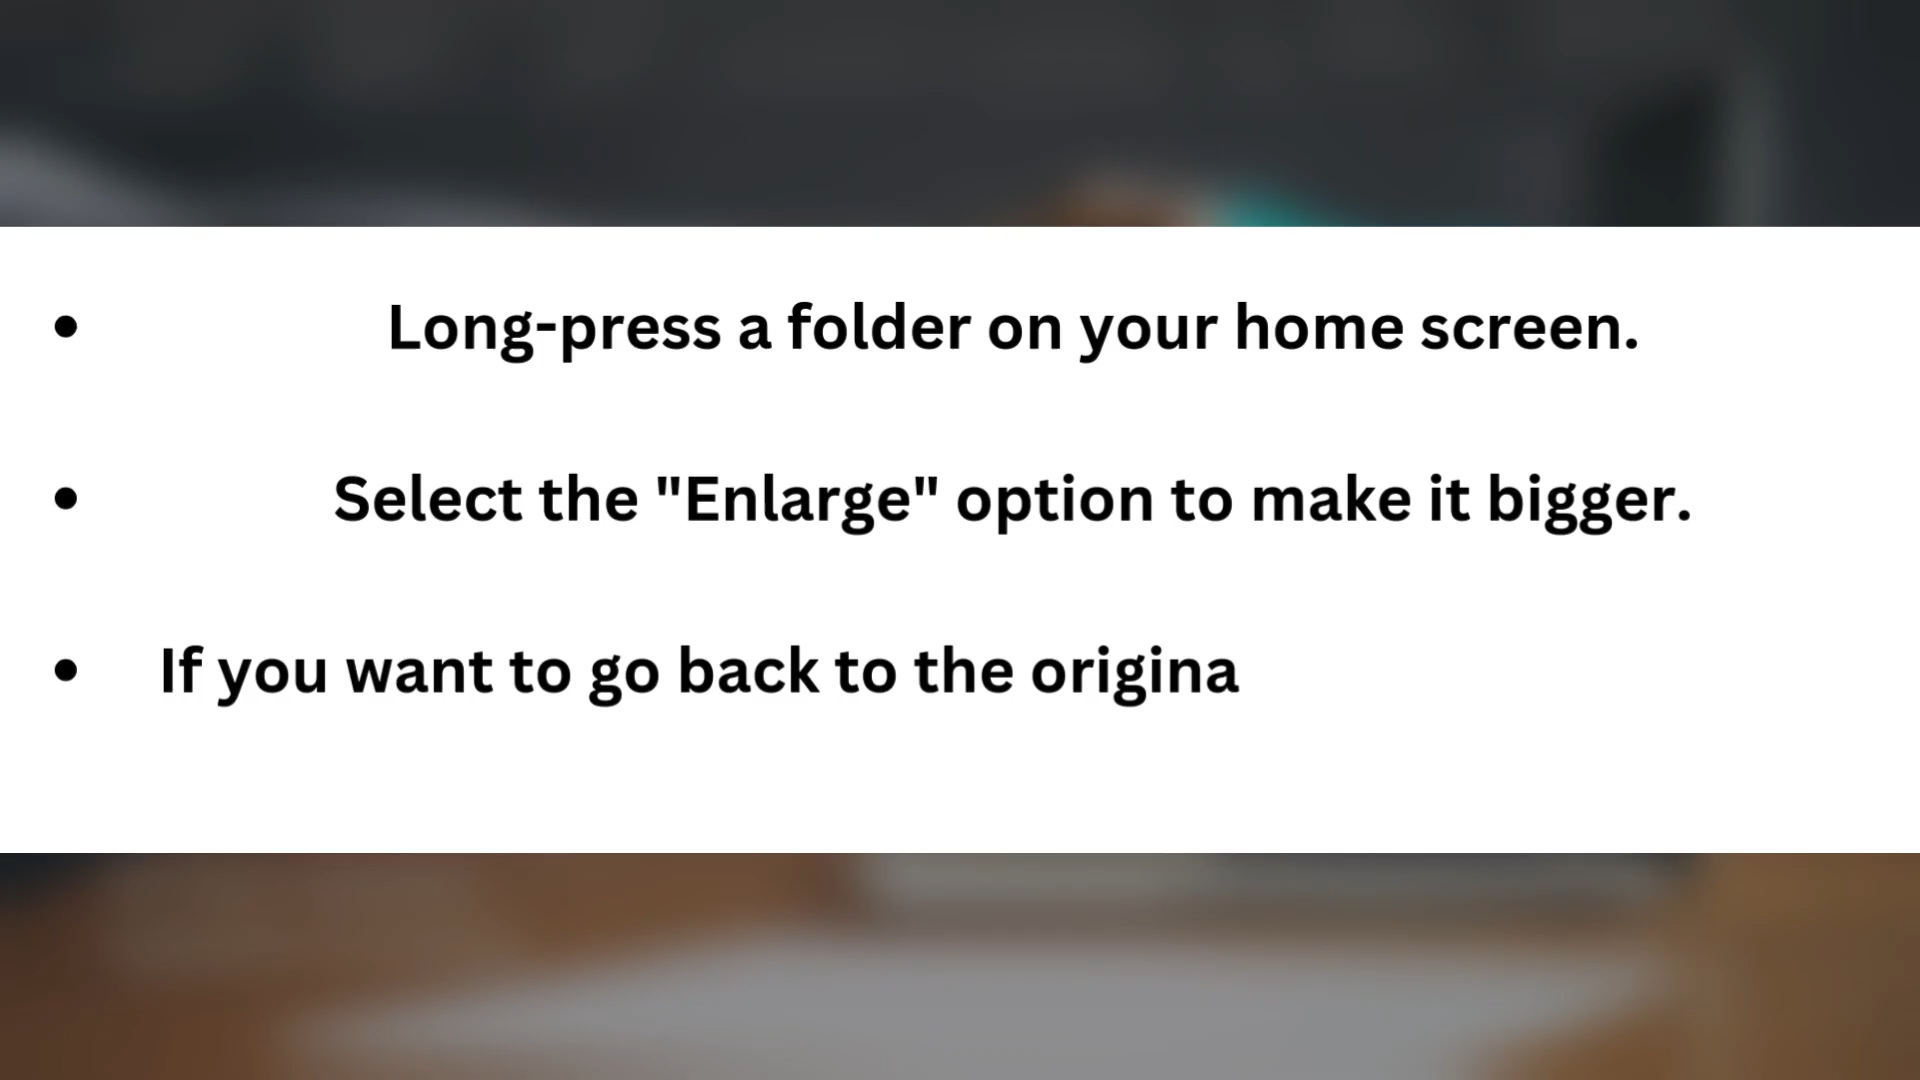 • Long-press a folder on your home screen.
• Select the "Enlarge" option to make it bigger.
• If you want to go back to the origina